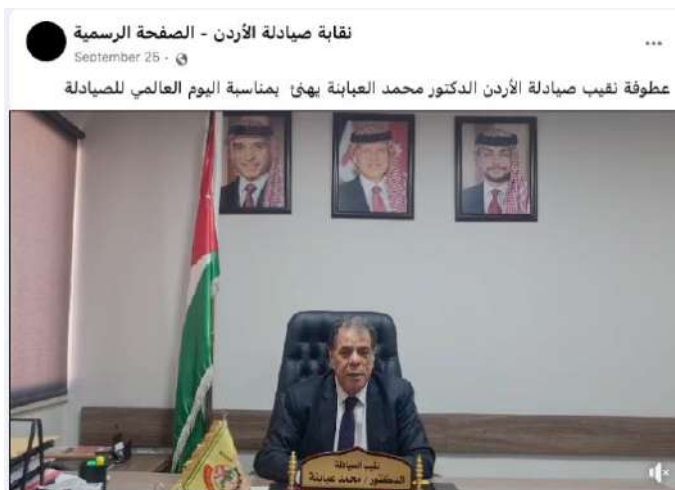 نقابة صيادلة الأردن - الصفحة الرسمية
September 25 ·
عطوفة نقيب صيادلة الأردن الدكتور محمد العبابنة يهنئ بمناسبة اليوم العالمي للصيادلة
نقيب الصيادلة
الدكتور / محمد عبابنة